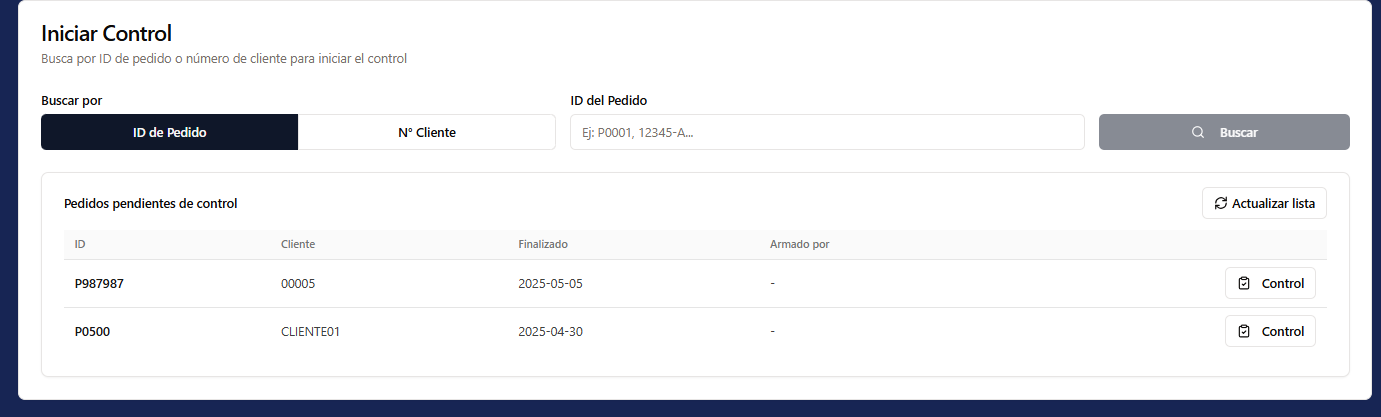 Iniciar Control
Busca por ID de pedido o número de cliente para iniciar el control
Buscar por
ID del Pedido
ID de Pedido
N° Cliente
Ej: P0001, 12345-A...
Buscar
Pedidos pendientes de control
Actualizar lista
ID Cliente Finalizado Armado por
P987987 00005 2025-05-05 - Control
P0500 CLIENTE01 2025-04-30 - Control